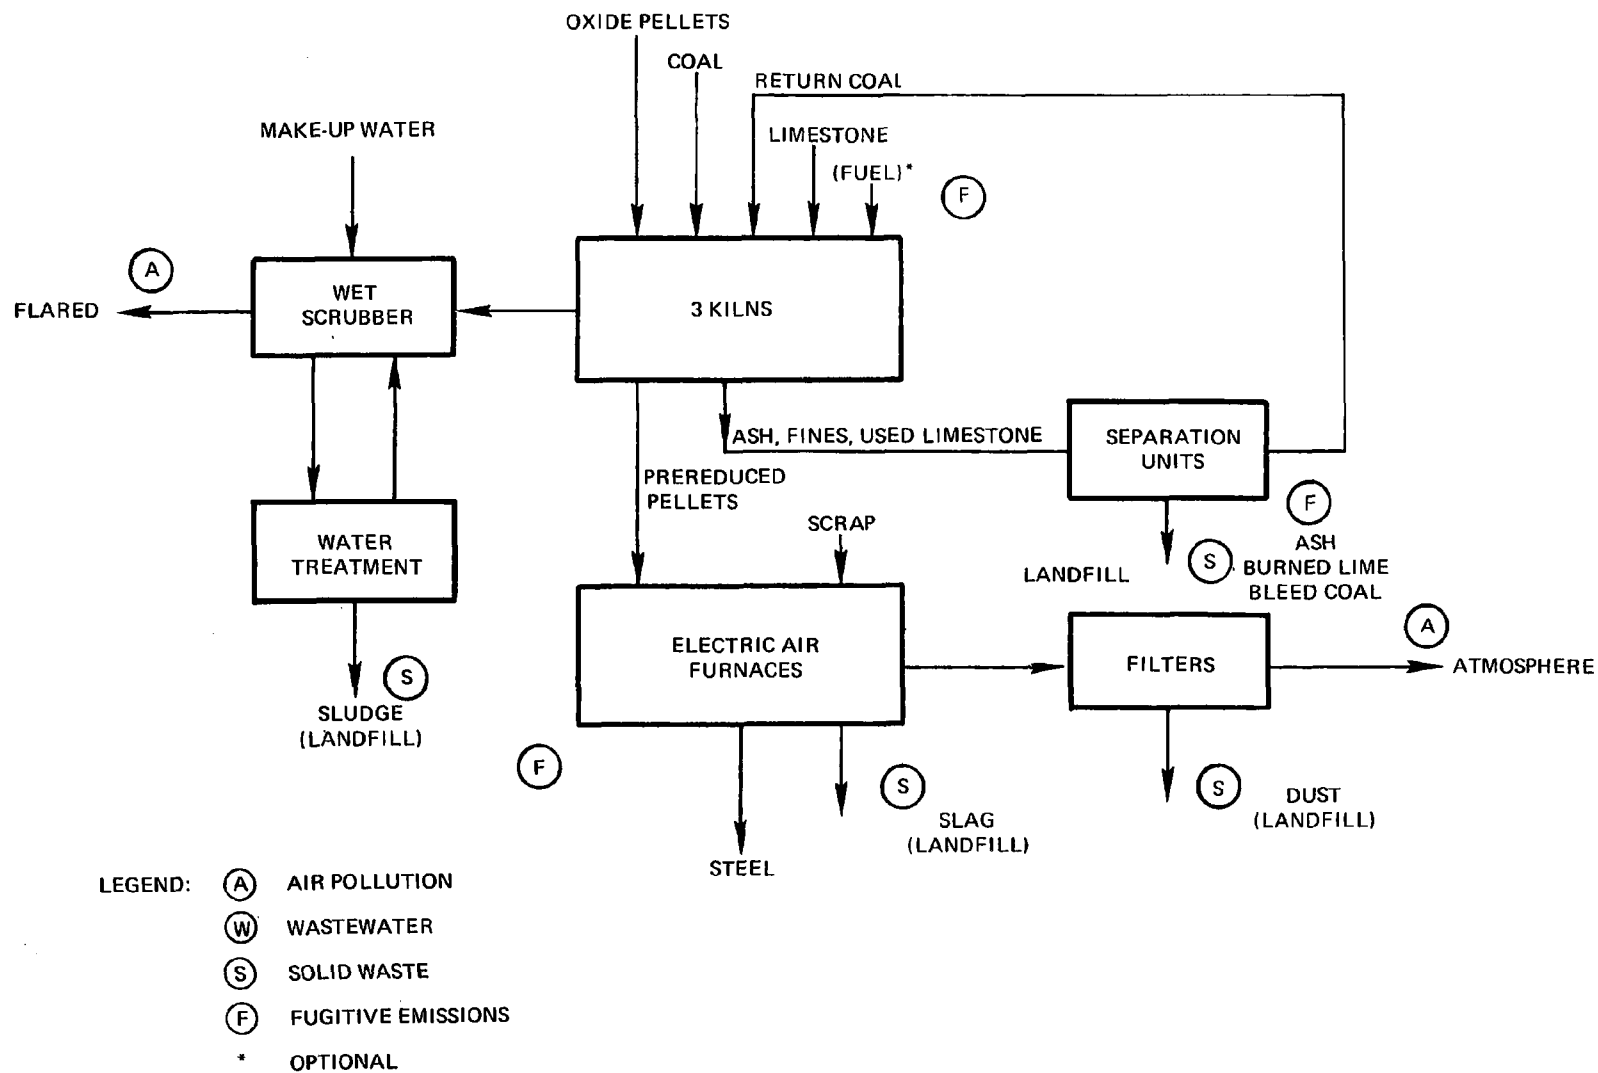 OXIDE PELLETS
COAL
RETURN COAL
MAKE-UP WATER
LIMESTONE
(FUEL)*
F
A
FLARED
WET
SCRUBBER
3 KILNS
ASH, FINES, USED LIMESTONE
SEPARATION
UNITS
PREREDUCED
PELLETS
SCRAP
F
WATER
TREATMENT
LANDFILL
S
ASH
BURNED LIME
BLEED COAL
A
ELECTRIC AIR
FURNACES
FILTERS
ATMOSPHERE
S
SLUDGE
(LANDFILL)
F
S
SLAG
(LANDFILL)
S
DUST
(LANDFILL)
STEEL
LEGEND:
A AIR POLLUTION
W WASTEWATER
S SOLID WASTE
F FUGITIVE EMISSIONS
* OPTIONAL